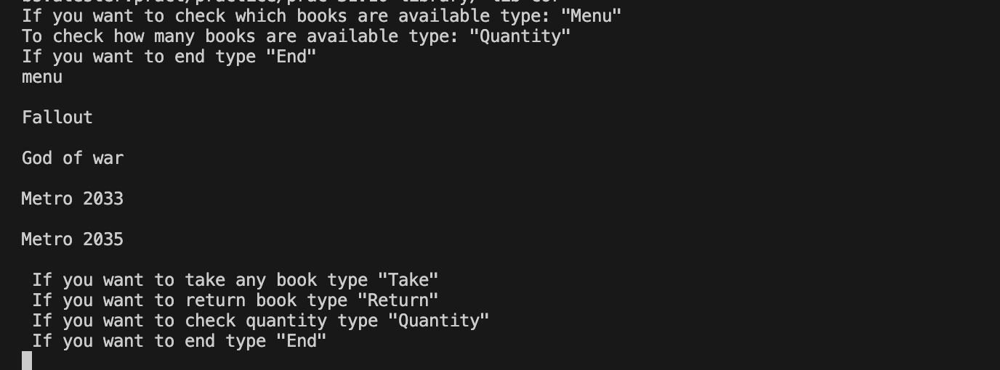 If you want to check which books are available type: "Menu"
To check how many books are available type: "Quantity"
If you want to end type "End"
menu
Fallout
God of war
Metro 2033
Metro 2035
If you want to take any book type "Take"
If you want to return book type "Return"
If you want to check quantity type "Quantity"
If you want to end type "End"